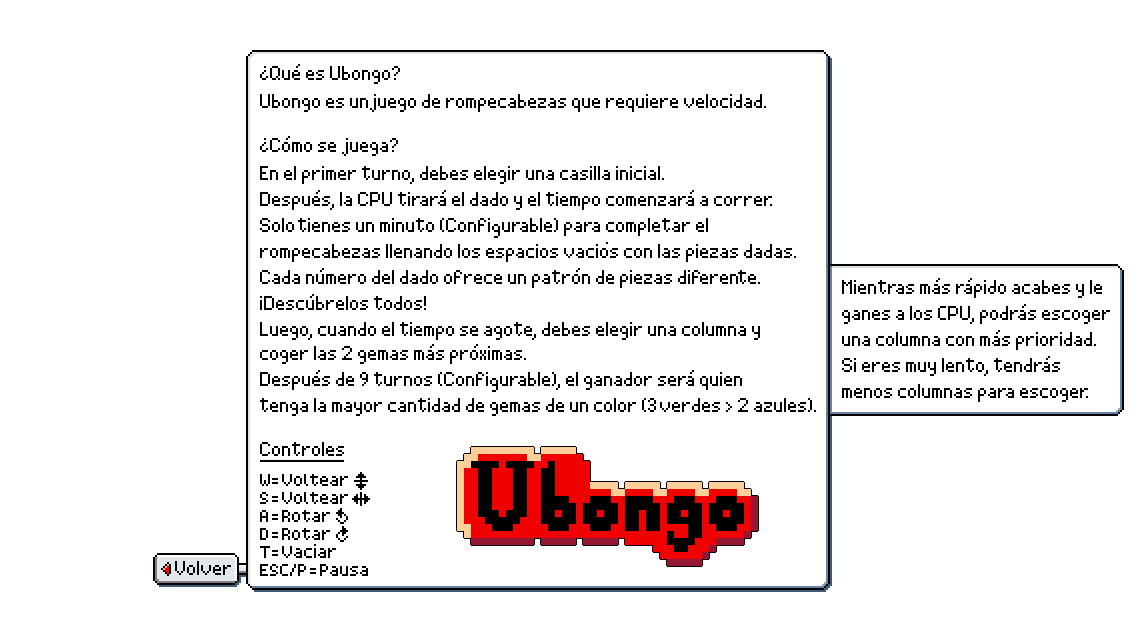 ¿Qué es Ubongo?
Ubongo es un juego de rompecabezas que requiere velocidad.
¿Cómo se juega?
En el primer turno, debes elegir una casilla inicial.
Después, la CPU tirará el dado y el tiempo comenzará a correr.
Solo tienes un minuto (Configurable) para completar el
rompecabezas llenando los espacios vacíos con las piezas dadas.
Cada número del dado ofrece un patrón de piezas diferente.
¡Descúbrelos todos!
Luego, cuando el tiempo se agote, debes elegir una columna y
coger las 2 gemas más próximas.
Después de 9 turnos (Configurable), el ganador será quien
tenga la mayor cantidad de gemas de un color (3 verdes > 2 azules).
Mientras más rápido acabes y le
ganes a los CPU, podrás escoger
una columna con más prioridad.
Si eres muy lento, tendrás
menos columnas para escoger.
Controles
W=Voltear
S=Voltear
A=Rotar
D=Rotar
T=Vaciar
ESC/P=Pausa
Ubongo
Volver